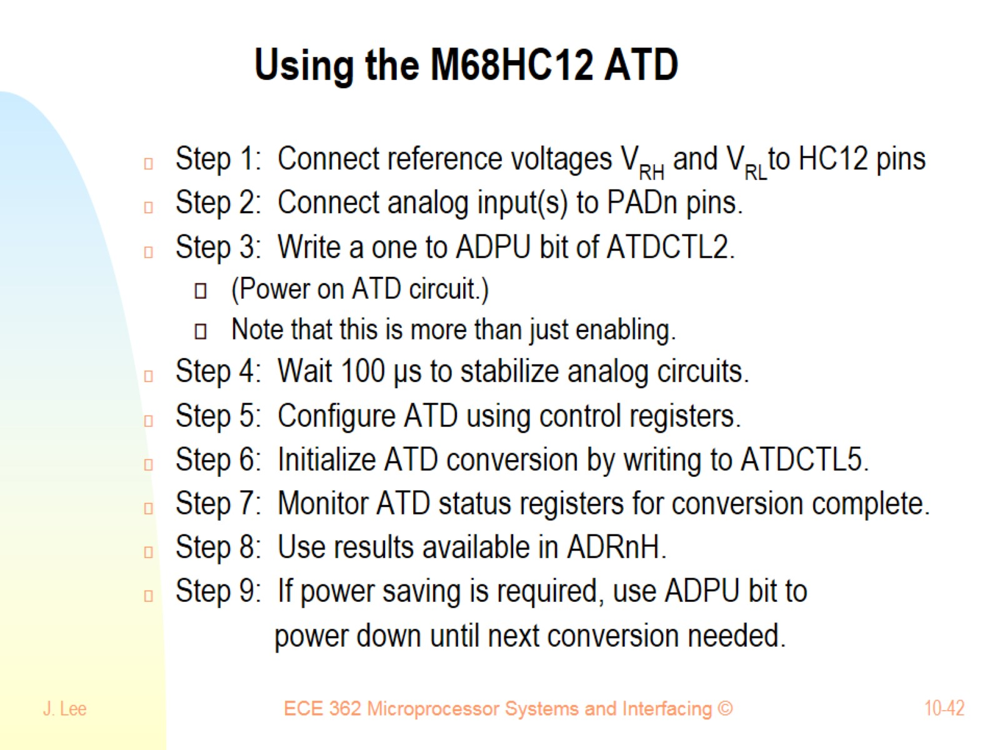 Using the M68HC12 ATD
Step 1: Connect reference voltages VRH and VRL to HC12 pins
Step 2: Connect analog input(s) to PADn pins.
Step 3: Write a one to ADPU bit of ATDCTL2.
(Power on ATD circuit.)
Note that this is more than just enabling.
Step 4: Wait 100 µs to stabilize analog circuits.
Step 5: Configure ATD using control registers.
Step 6: Initialize ATD conversion by writing to ATDCTL5.
Step 7: Monitor ATD status registers for conversion complete.
Step 8: Use results available in ADRnH.
Step 9: If power saving is required, use ADPU bit to
power down until next conversion needed.
J. Lee
ECE 362 Microprocessor Systems and Interfacing ©
10-42